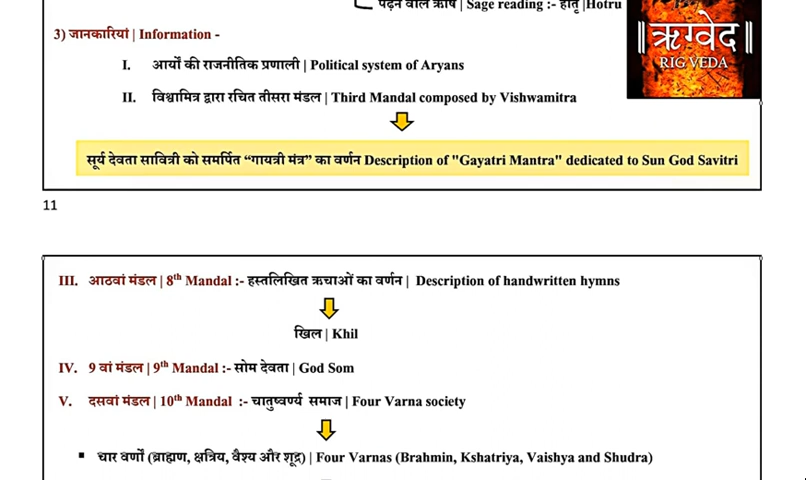 पढ़ने वाले ऋषि | Sage reading :- होतृ |Hotru
3) जानकारियां | Information -
॥ऋग्वेद॥
RIG VEDA
I. आर्यों की राजनीतिक प्रणाली | Political system of Aryans
II. विश्वामित्र द्वारा रचित तीसरा मंडल | Third Mandal composed by Vishwamitra
सूर्य देवता सावित्री को समर्पित “गायत्री मंत्र” का वर्णन Description of "Gayatri Mantra" dedicated to Sun God Savitri
11
III. आठवां मंडल | 8th Mandal :- हस्तलिखित ऋचाओं का वर्णन | Description of handwritten hymns
खिल | Khil
IV. 9 वां मंडल | 9th Mandal :- सोम देवता | God Som
V. दसवां मंडल | 10th Mandal :- चातुष्वर्ण्य समाज | Four Varna society
▪ चार वर्णों (ब्राह्मण, क्षत्रिय, वैश्य और शूद्र) | Four Varnas (Brahmin, Kshatriya, Vaishya and Shudra)